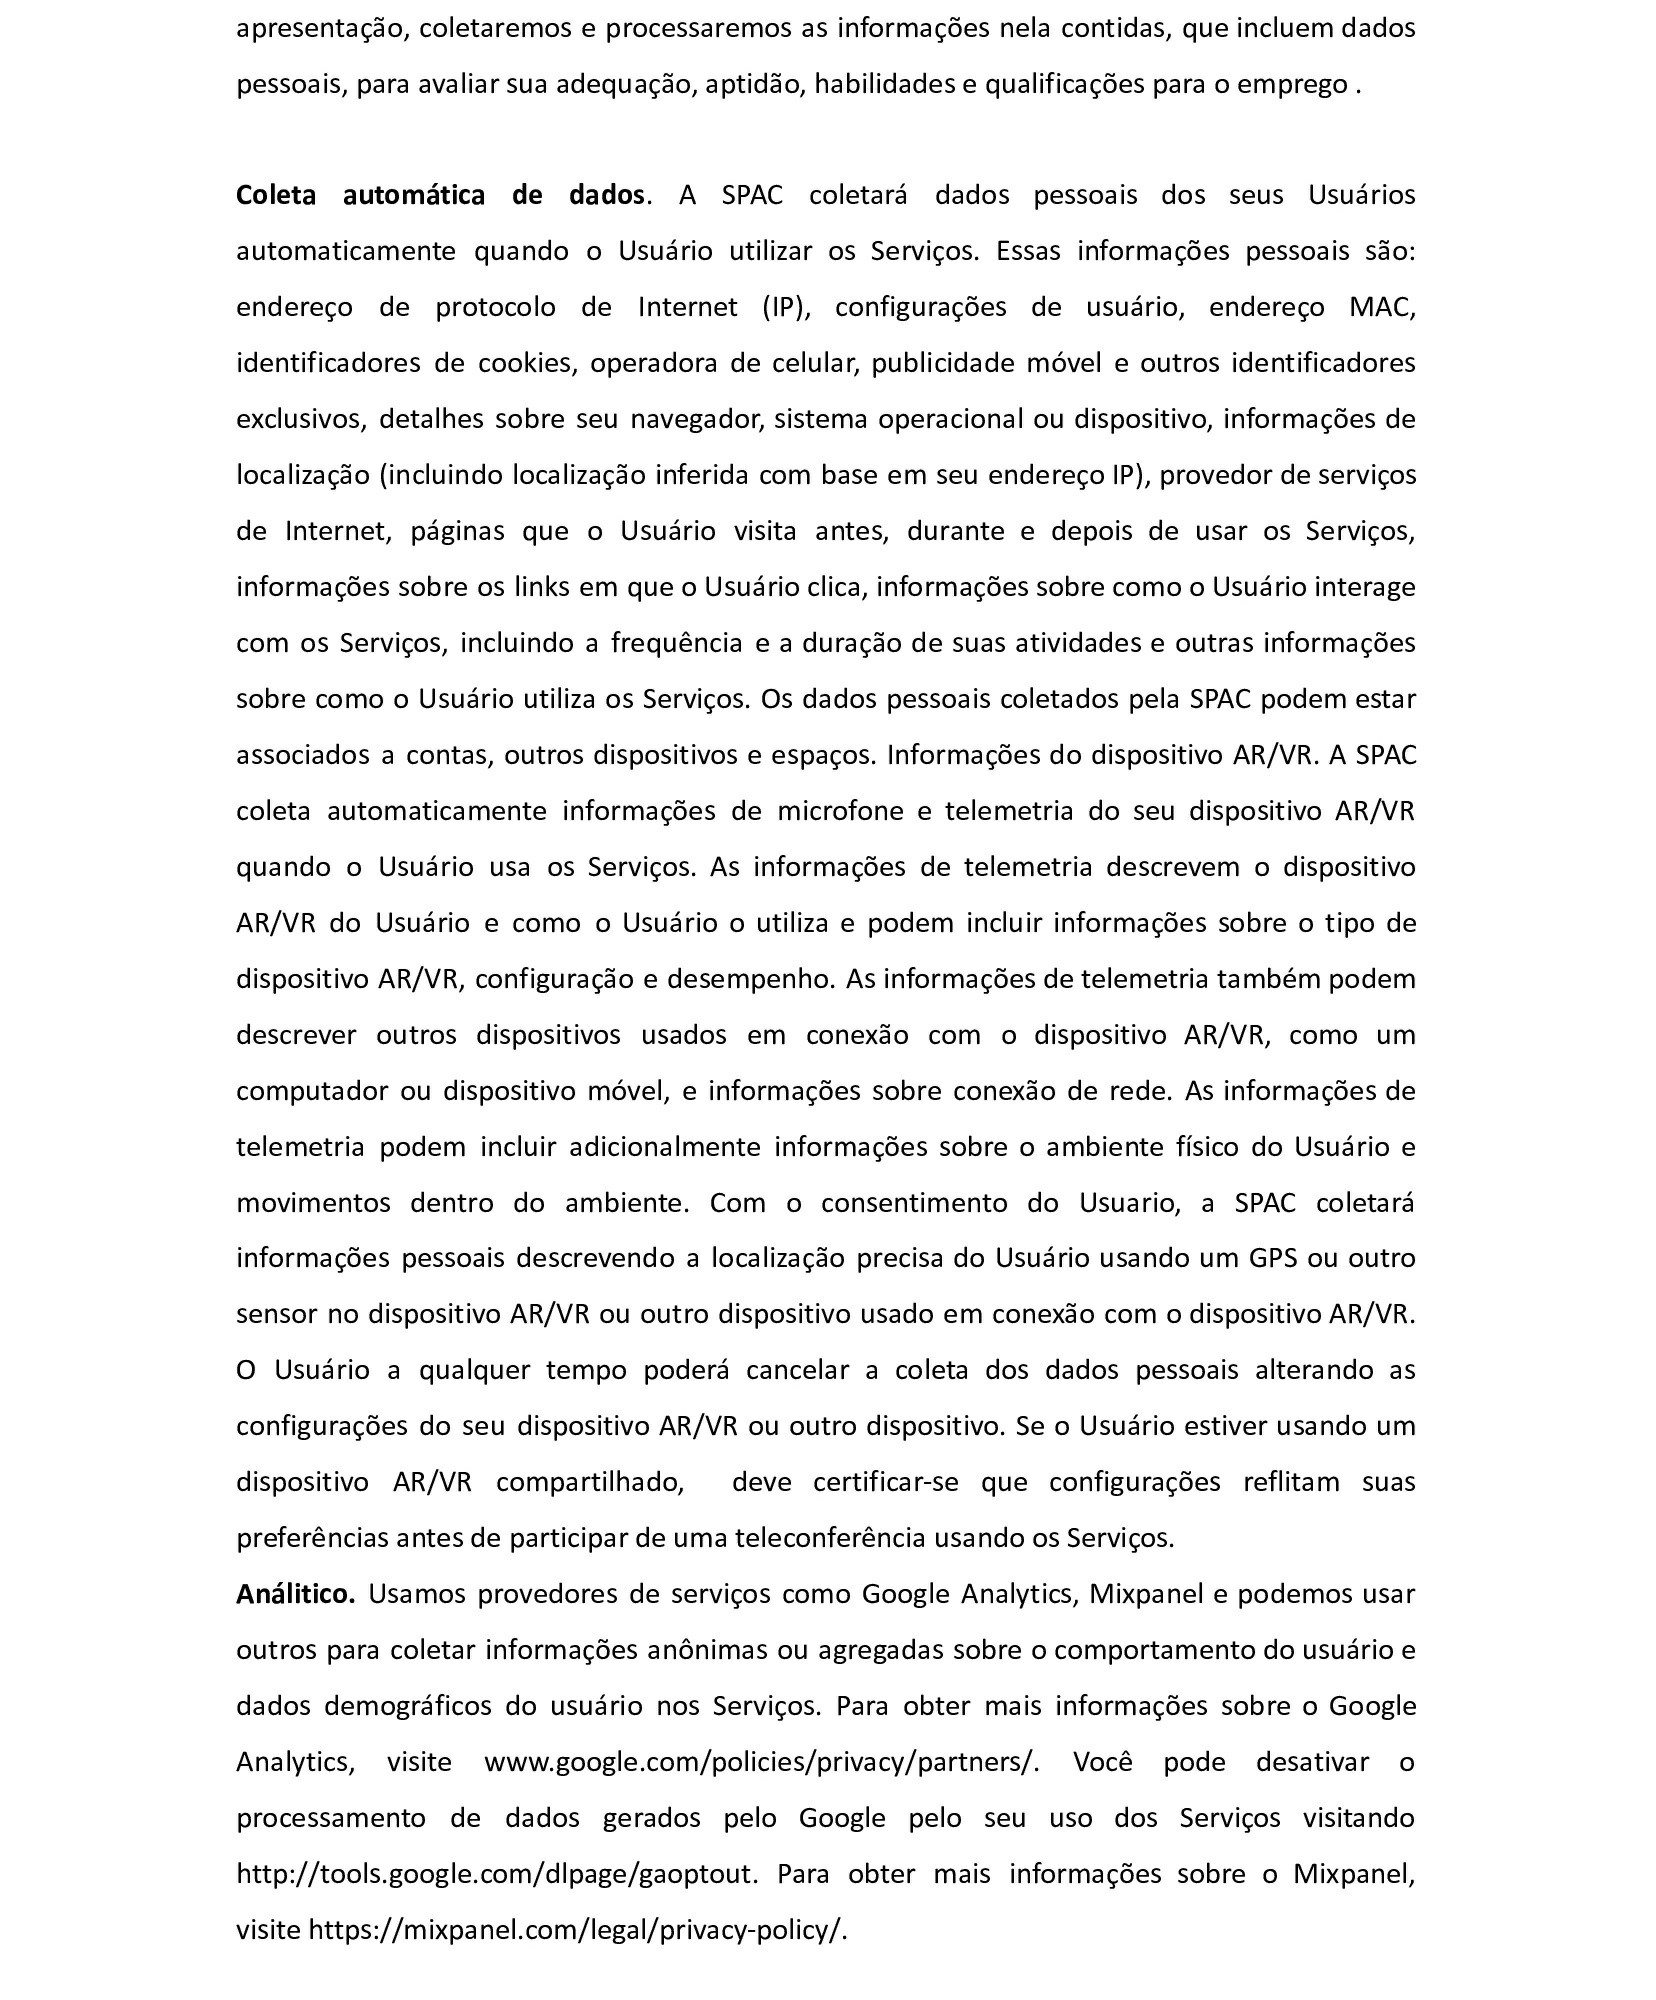 apresentação, coletaremos e processaremos as informações nela contidas, que incluem dados
pessoais, para avaliar sua adequação, aptidão, habilidades e qualificações para o emprego .
Coleta automática de dados. A SPAC coletará dados pessoais dos seus Usuários
automaticamente quando o Usuário utilizar os Serviços. Essas informações pessoais são:
endereço de protocolo de Internet (IP), configurações de usuário, endereço MAC,
identificadores de cookies, operadora de celular, publicidade móvel e outros identificadores
exclusivos, detalhes sobre seu navegador, sistema operacional ou dispositivo, informações de
localização (incluindo localização inferida com base em seu endereço IP), provedor de serviços
de Internet, páginas que o Usuário visita antes, durante e depois de usar os Serviços,
informações sobre os links em que o Usuário clica, informações sobre como o Usuário interage
com os Serviços, incluindo a frequência e a duração de suas atividades e outras informações
sobre como o Usuário utiliza os Serviços. Os dados pessoais coletados pela SPAC podem estar
associados a contas, outros dispositivos e espaços. Informações do dispositivo AR/VR. A SPAC
coleta automaticamente informações de microfone e telemetria do seu dispositivo AR/VR
quando o Usuário usa os Serviços. As informações de telemetria descrevem o dispositivo
AR/VR do Usuário e como o Usuário o utiliza e podem incluir informações sobre o tipo de
dispositivo AR/VR, configuração e desempenho. As informações de telemetria também podem
descrever outros dispositivos usados em conexão com o dispositivo AR/VR, como um
computador ou dispositivo móvel, e informações sobre conexão de rede. As informações de
telemetria podem incluir adicionalmente informações sobre o ambiente físico do Usuário e
movimentos dentro do ambiente. Com o consentimento do Usuario, a SPAC coletará
informações pessoais descrevendo a localização precisa do Usuário usando um GPS ou outro
sensor no dispositivo AR/VR ou outro dispositivo usado em conexão com o dispositivo AR/VR.
O Usuário a qualquer tempo poderá cancelar a coleta dos dados pessoais alterando as
configurações do seu dispositivo AR/VR ou outro dispositivo. Se o Usuário estiver usando um
dispositivo AR/VR compartilhado, deve certificar-se que configurações reflitam suas
preferências antes de participar de uma teleconferência usando os Serviços.
Análitico. Usamos provedores de serviços como Google Analytics, Mixpanel e podemos usar
outros para coletar informações anônimas ou agregadas sobre o comportamento do usuário e
dados demográficos do usuário nos Serviços. Para obter mais informações sobre o Google
Analytics, visite www.google.com/policies/privacy/partners/. Você pode desativar o
processamento de dados gerados pelo Google pelo seu uso dos Serviços visitando
http://tools.google.com/dlpage/gaoptout. Para obter mais informações sobre o Mixpanel,
visite https://mixpanel.com/legal/privacy-policy/.